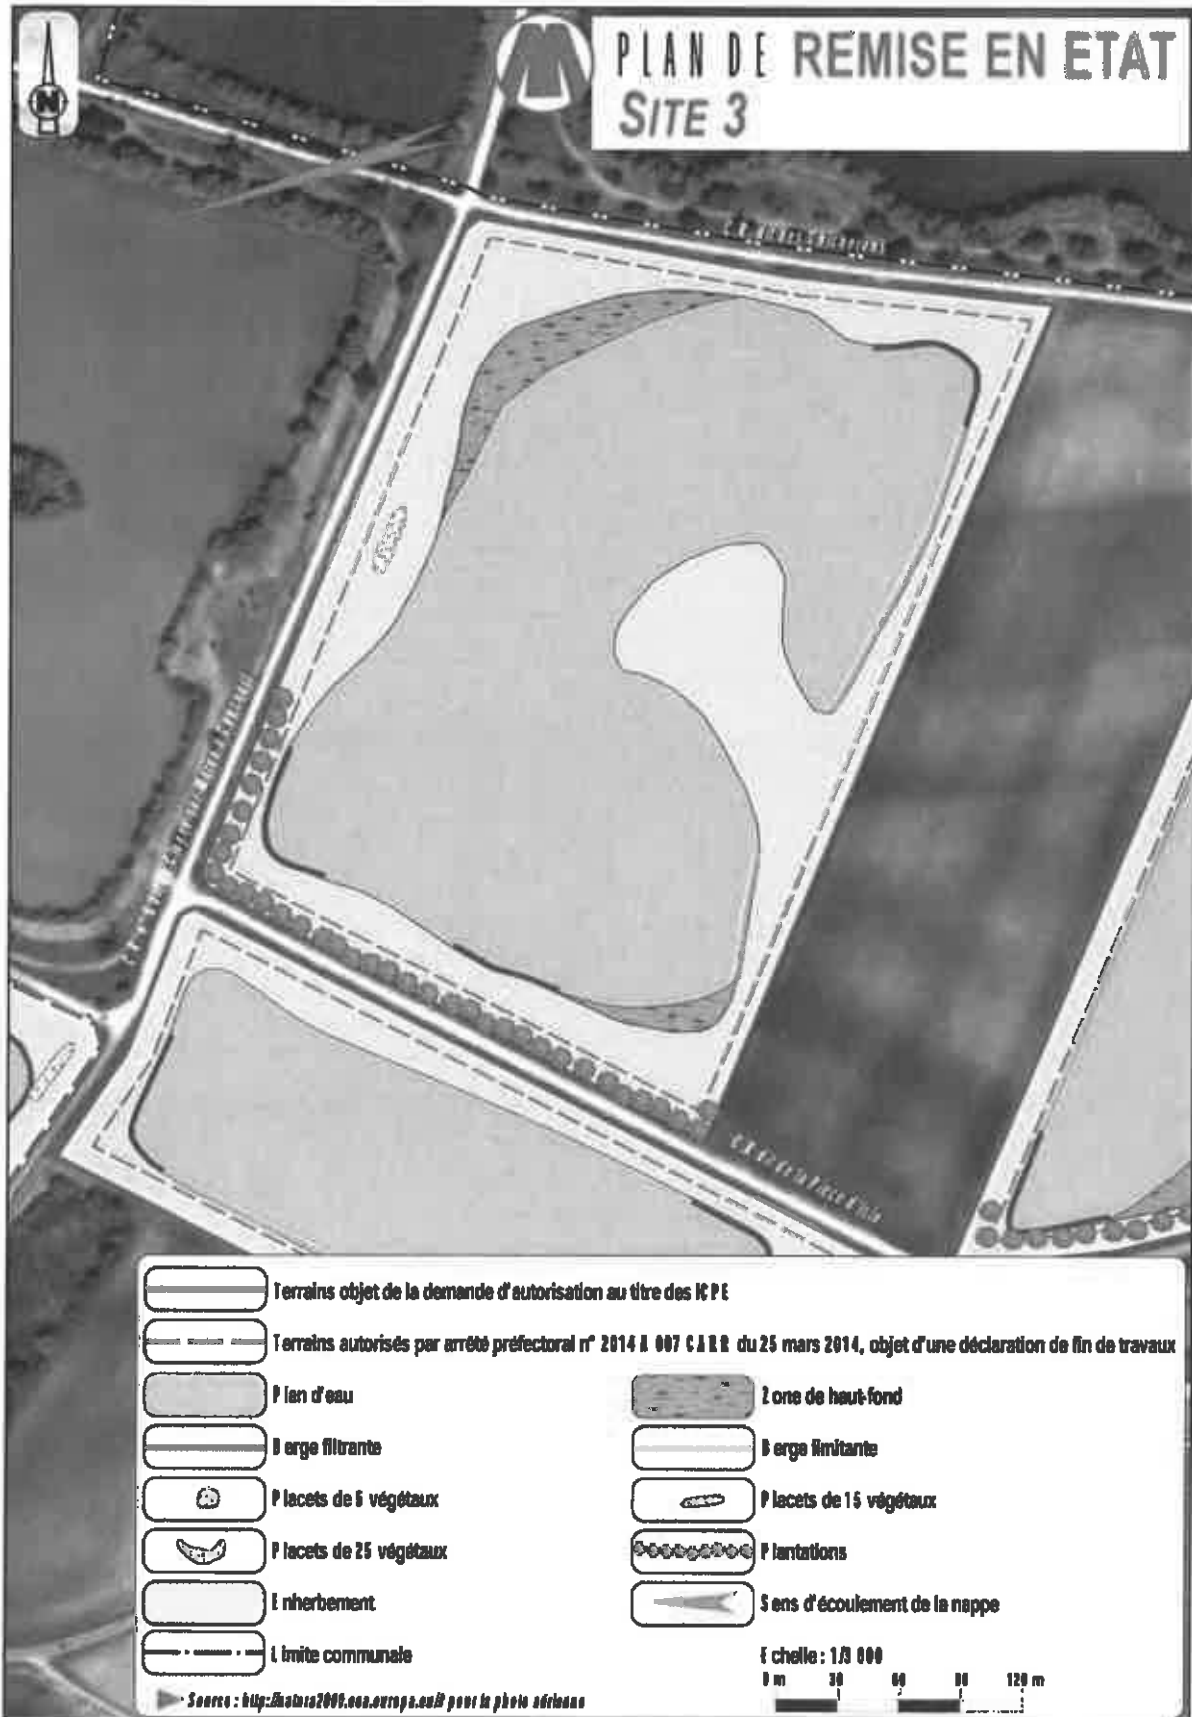 N
PLAN DE REMISE EN ETAT
SITE 3
Terrains objet de la demande d'autorisation au titre des ICPE
Terrains autorisés par arrêté préfectoral n° 2014 A 007 CARR du 25 mars 2014, objet d'une déclaration de fin de travaux
Plan d'eau
Zone de haut-fond
Berge filtrante
Berge limitante
Placets de 5 végétaux
Placets de 15 végétaux
Placets de 25 végétaux
Plantations
Enherbement
Sens d'écoulement de la nappe
Limite communale
Echelle : 1/3 000
0 m 30 60 90 120 m
Source : http://natura2000.eea.europa.eu/# pour la photo aérienne